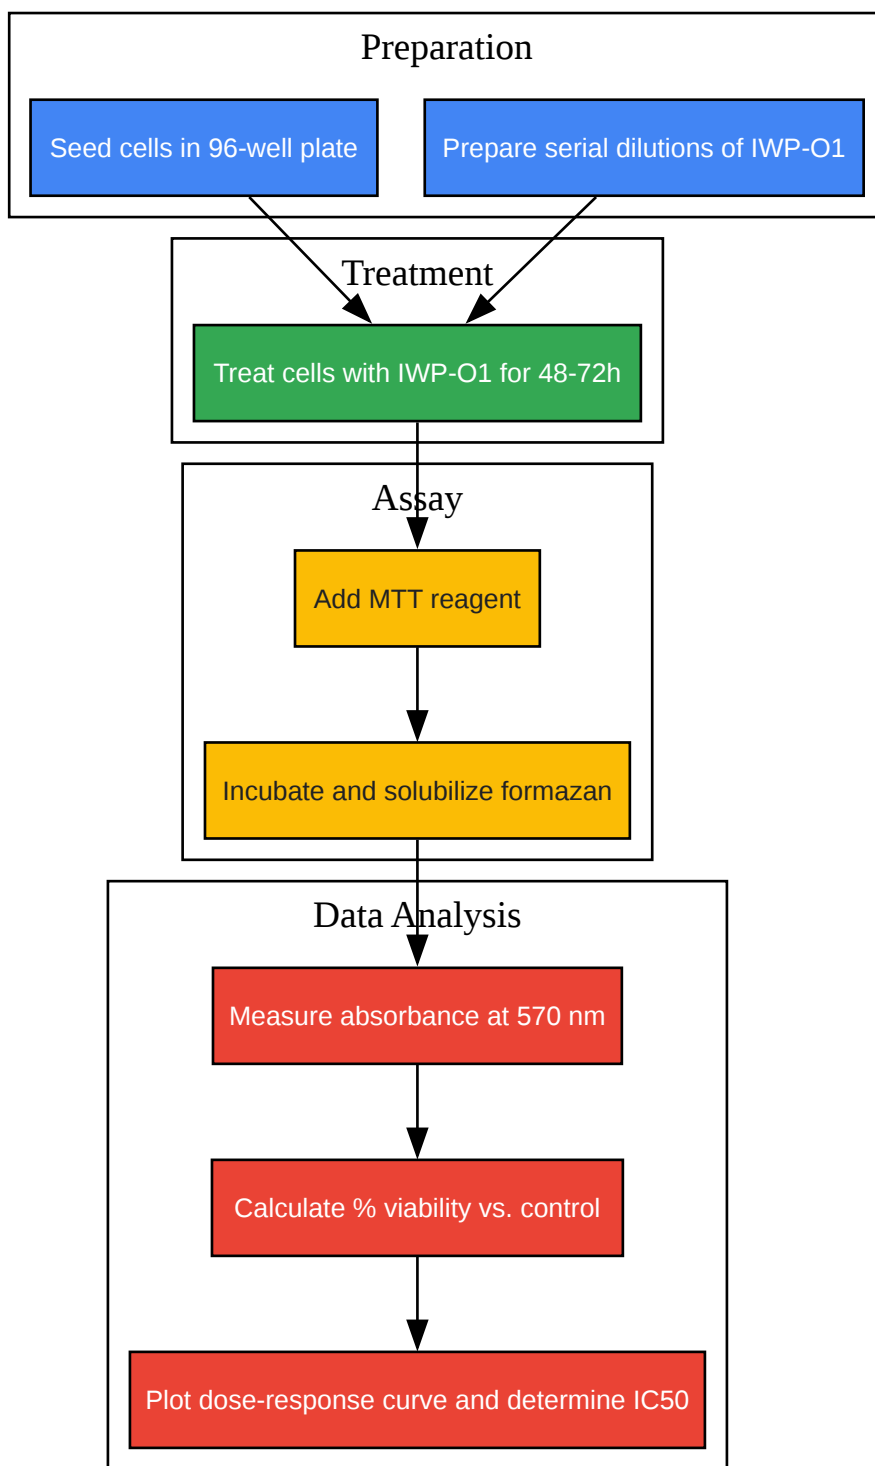 Preparation
Seed cells in 96-well plate
Prepare serial dilutions of IWP-O1
Treatment
Treat cells with IWP-O1 for 48-72h
Assay
Add MTT reagent
Incubate and solubilize formazan
Data Analysis
Measure absorbance at 570 nm
Calculate % viability vs. control
Plot dose-response curve and determine IC50